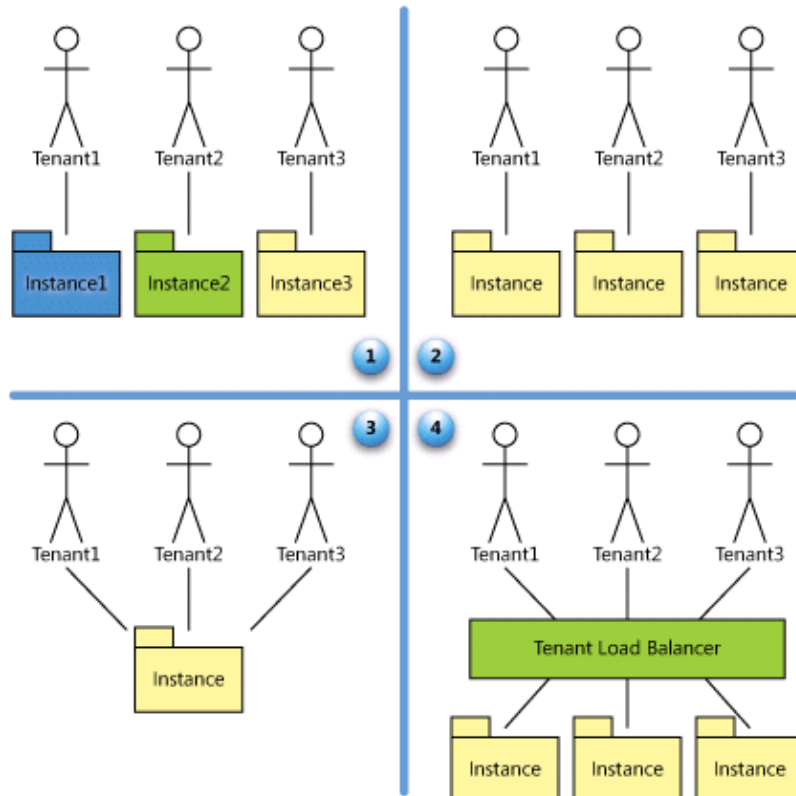 Tenant1 Tenant2 Tenant3
Instance1 Instance2 Instance3
1
Tenant1 Tenant2 Tenant3
Instance Instance Instance
2
3
Tenant1 Tenant2 Tenant3
Instance
4
Tenant1 Tenant2 Tenant3
Tenant Load Balancer
Instance Instance Instance